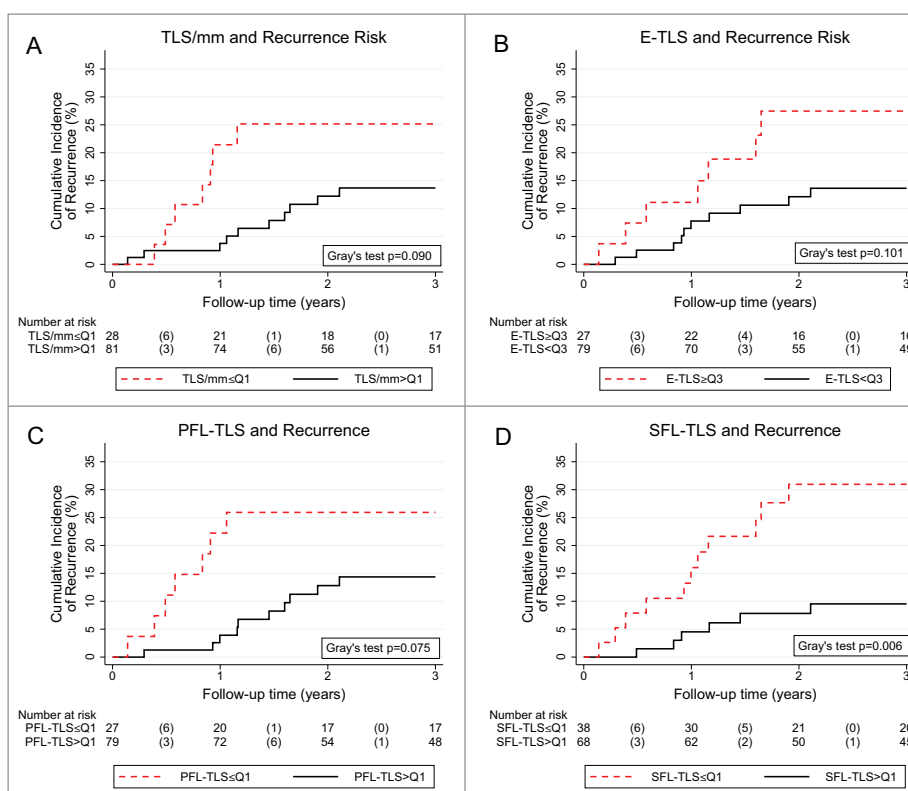 A
TLS/mm and Recurrence Risk
Cumulative Incidence
of Recurrence (%)
35
30
25
20
15
10
5
0
Gray's test p=0.090
0 1 2 3
Follow-up time (years)
Number at risk
TLS/mm≤Q1 28 (6) 21 (1) 18 (0) 17
TLS/mm>Q1 81 (3) 74 (6) 56 (1) 51
TLS/mm≤Q1 TLS/mm>Q1
B
E-TLS and Recurrence Risk
Cumulative Incidence
of Recurrence (%)
35
30
25
20
15
10
5
0
Gray's test p=0.101
0 1 2 3
Follow-up time (years)
Number at risk
E-TLS≥Q3 27 (3) 22 (4) 16 (0) 16
E-TLS<Q3 79 (6) 70 (3) 55 (1) 49
E-TLS≥Q3 E-TLS<Q3
C
PFL-TLS and Recurrence
Cumulative Incidence
of Recurrence (%)
35
30
25
20
15
10
5
0
Gray's test p=0.075
0 1 2 3
Follow-up time (years)
Number at risk
PFL-TLS≤Q1 27 (6) 20 (1) 17 (0) 17
PFL-TLS>Q1 79 (3) 72 (6) 54 (1) 48
PFL-TLS≤Q1 PFL-TLS>Q1
D
SFL-TLS and Recurrence
Cumulative Incidence
of Recurrence (%)
35
30
25
20
15
10
5
0
Gray's test p=0.006
0 1 2 3
Follow-up time (years)
Number at risk
SFL-TLS≤Q1 38 (6) 30 (5) 21 (0)
SFL-TLS>Q1 68 (3) 62 (2) 50 (1)
SFL-TLS≤Q1 SFL-TLS>Q1